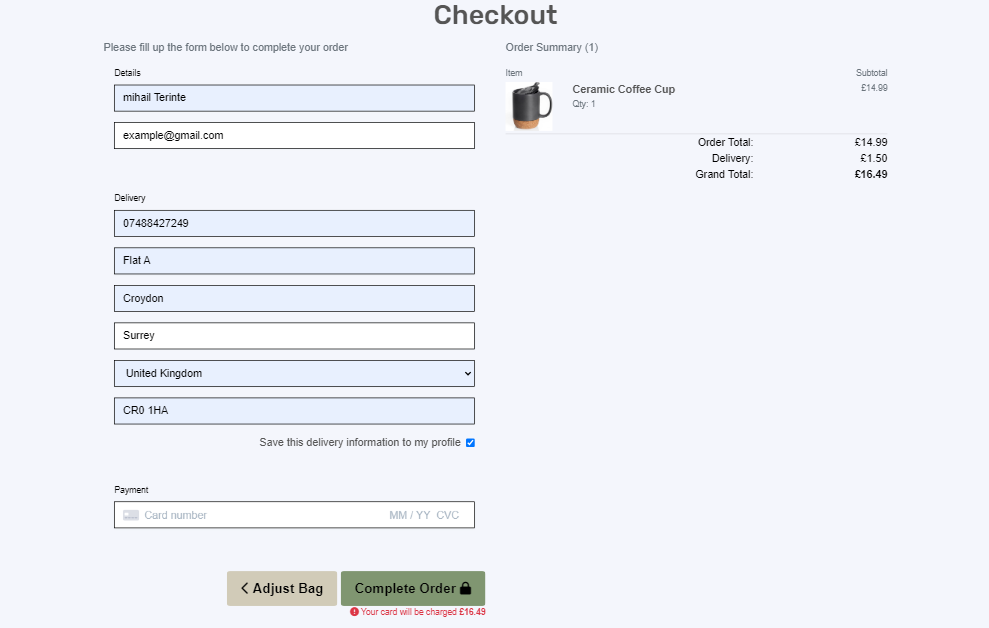 Checkout
Please fill up the form below to complete your order
Details
mihail Terinte
example@gmail.com
Delivery
07488427249
Flat A
Croydon
Surrey
United Kingdom
CR0 1HA
Save this delivery information to my profile
Payment
Card number MM / YY CVC
Adjust Bag
Complete Order
Your card will be charged £16.49
Order Summary (1)
Item Subtotal
Ceramic Coffee Cup £14.99
Qty: 1
Order Total: £14.99
Delivery: £1.50
Grand Total: £16.49